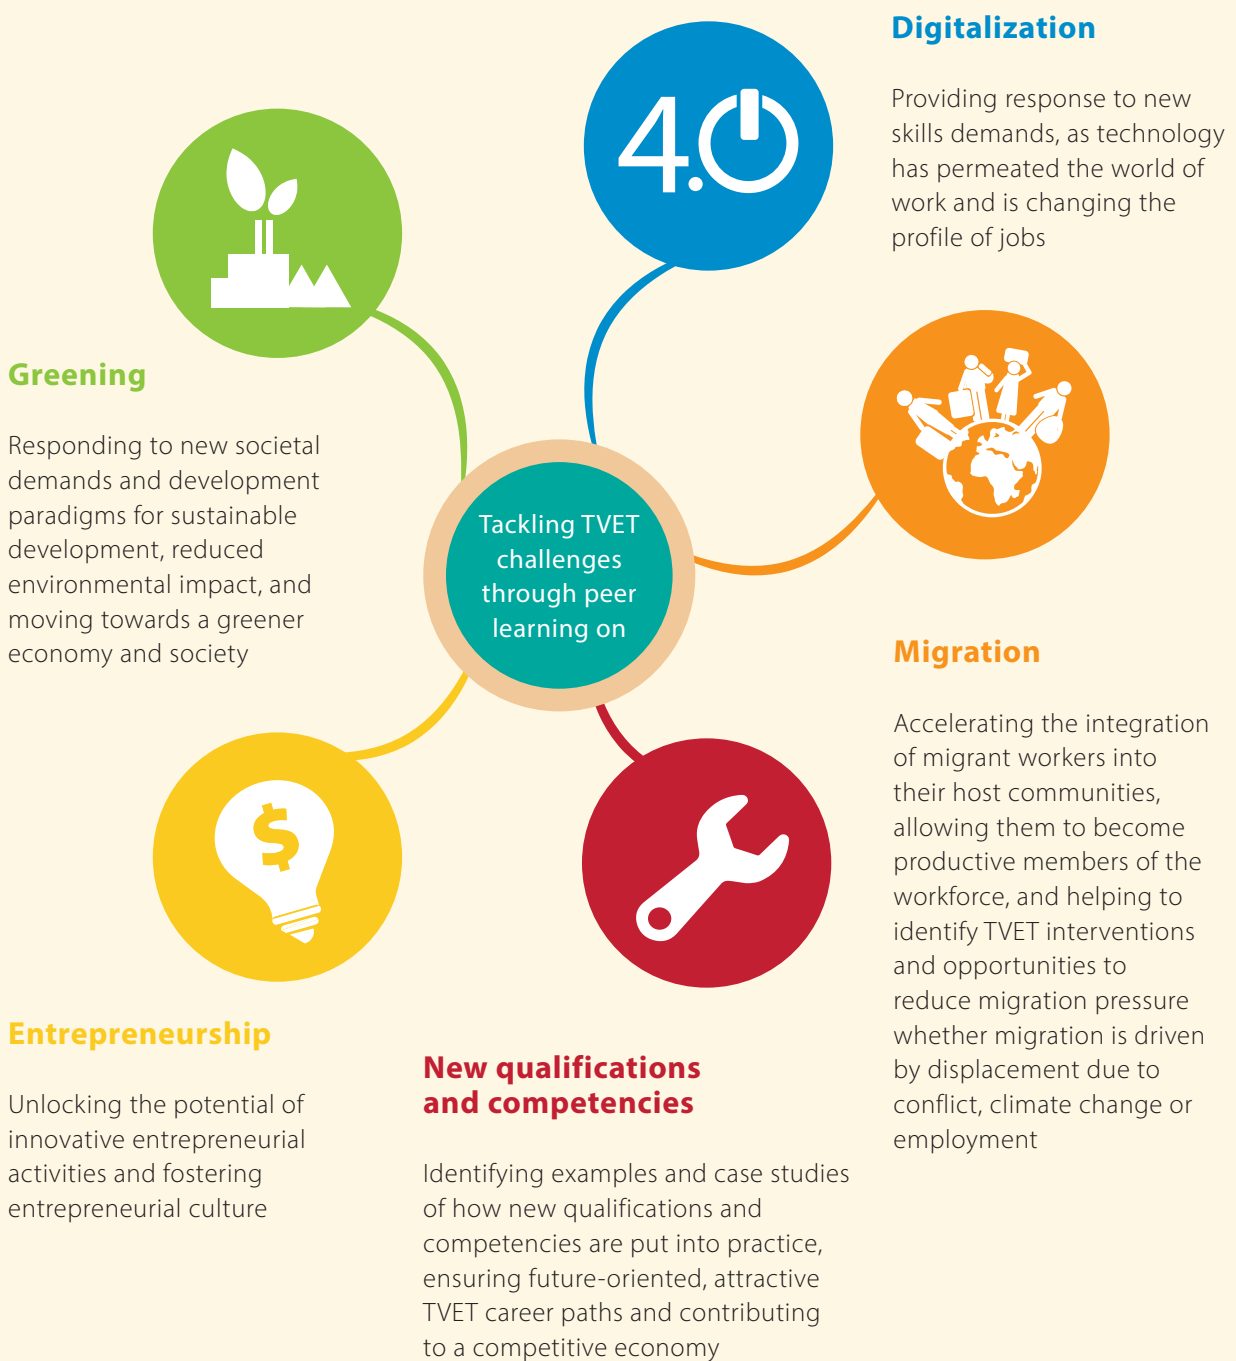 Digitalization
Providing response to new
skills demands, as technology
has permeated the world of
work and is changing the
profile of jobs
4.0
Greening
Responding to new societal
demands and development
paradigms for sustainable
development, reduced
environmental impact, and
moving towards a greener
economy and society
Tackling TVET
challenges
through peer
learning on
Migration
Accelerating the integration
of migrant workers into
their host communities,
allowing them to become
productive members of the
workforce, and helping to
identify TVET interventions
and opportunities to
reduce migration pressure
whether migration is driven
by displacement due to
conflict, climate change or
employment
$
Entrepreneurship
Unlocking the potential of
innovative entrepreneurial
activities and fostering
entrepreneurial culture
New qualifications
and competencies
Identifying examples and case studies
of how new qualifications and
competencies are put into practice,
ensuring future-oriented, attractive
TVET career paths and contributing
to a competitive economy